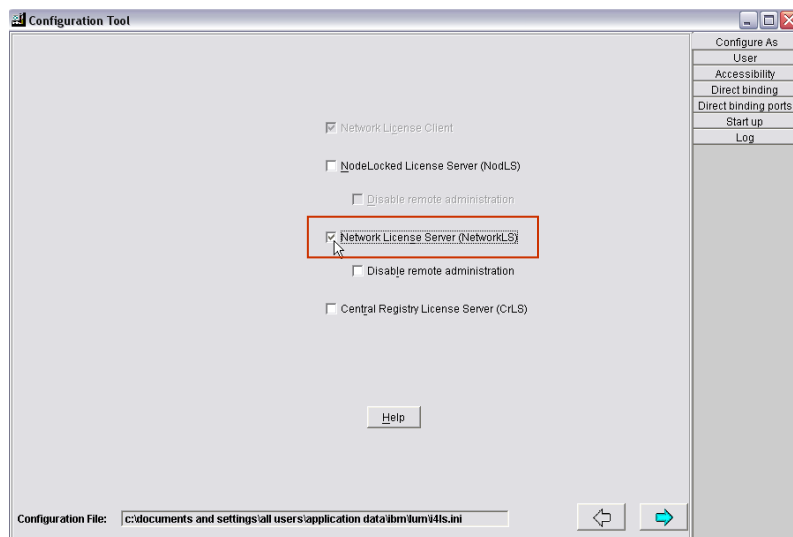 Configuration Tool
Configure As
User
Accessibility
Direct binding
Direct binding ports
Start up
Log
Network License Client
NodeLocked License Server (NodLS)
Disable remote administration
Network License Server (NetworkLS)
Disable remote administration
Central Registry License Server (CrLS)
Help
Configuration File: c:\documents and settings\all users\application data\ibm\lum\i4ls.ini